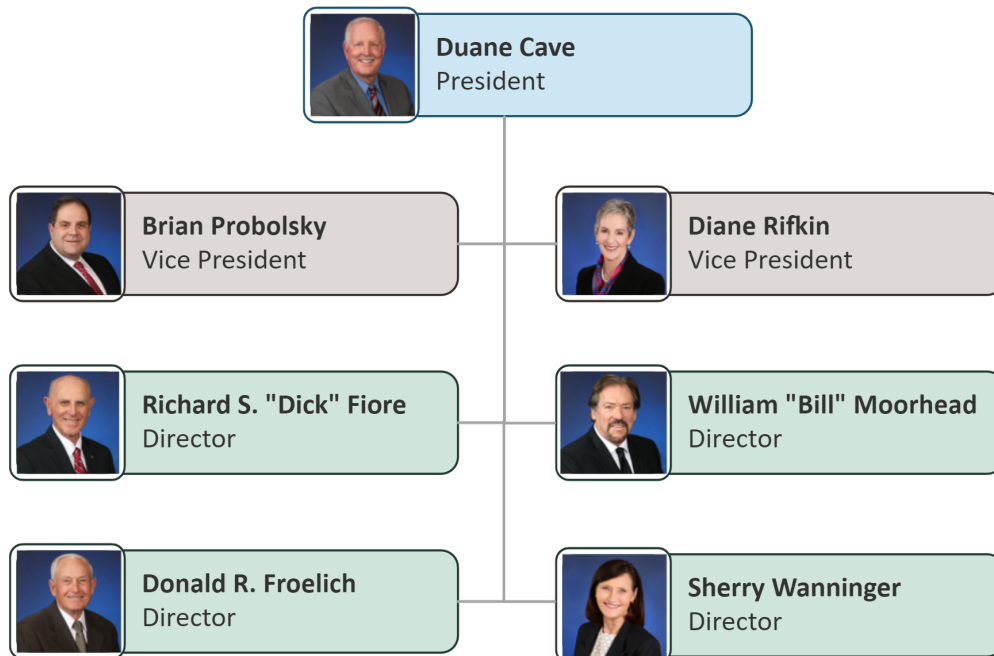 Duane Cave
President
Brian Probolsky
Vice President
Diane Rifkin
Vice President
Richard S. "Dick" Fiore
Director
William "Bill" Moorhead
Director
Donald R. Froelich
Director
Sherry Wanninger
Director